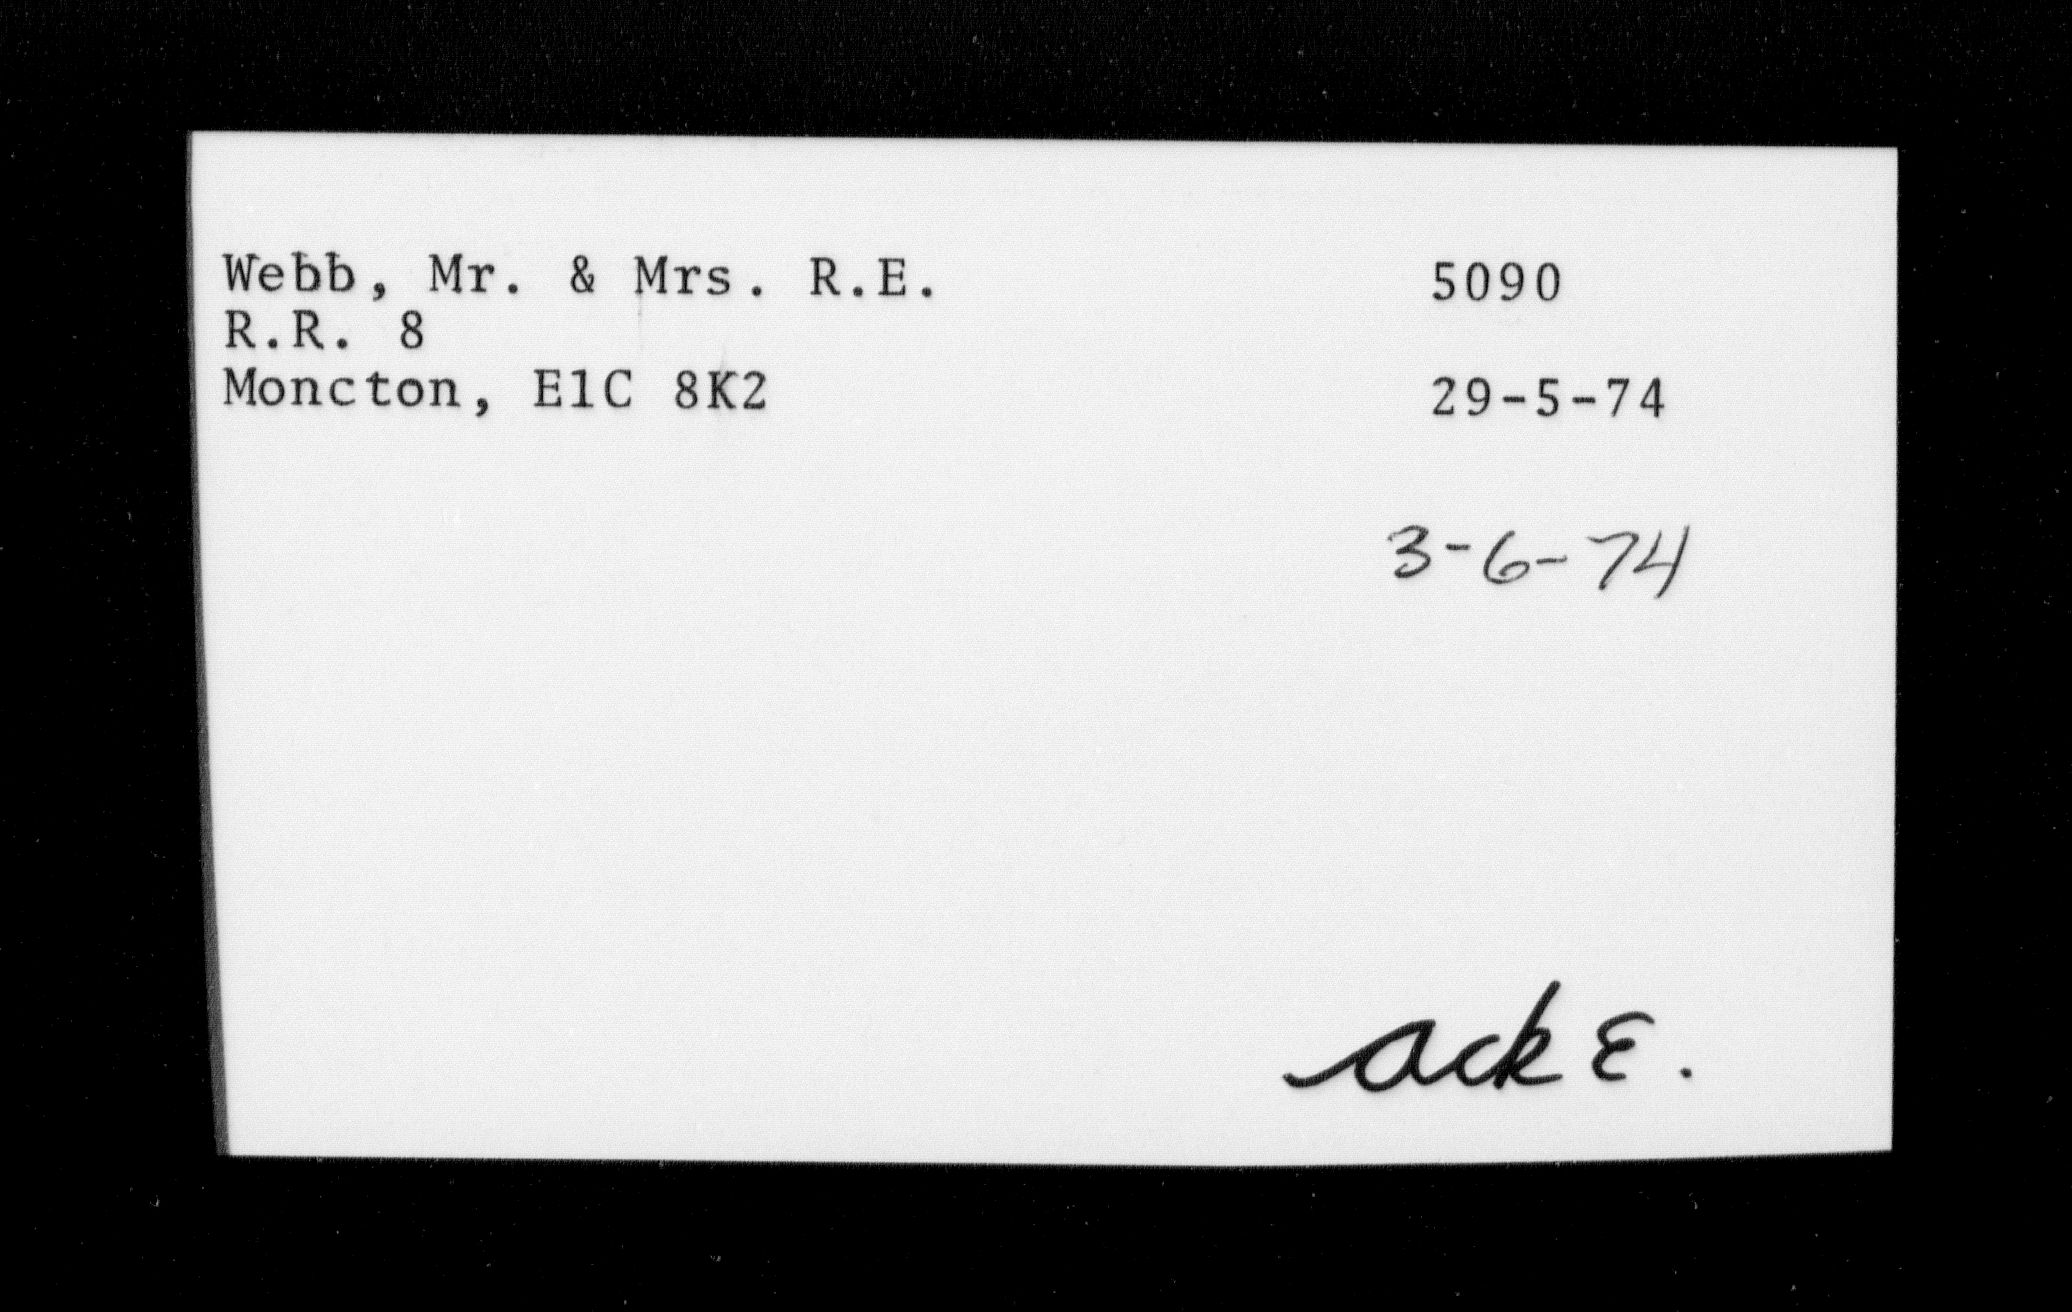 Webb, Mr. & Mrs. R.E. 5090
R.R. 8
Moncton, E1C 8K2 29-5-74
3-6-74
ack E.